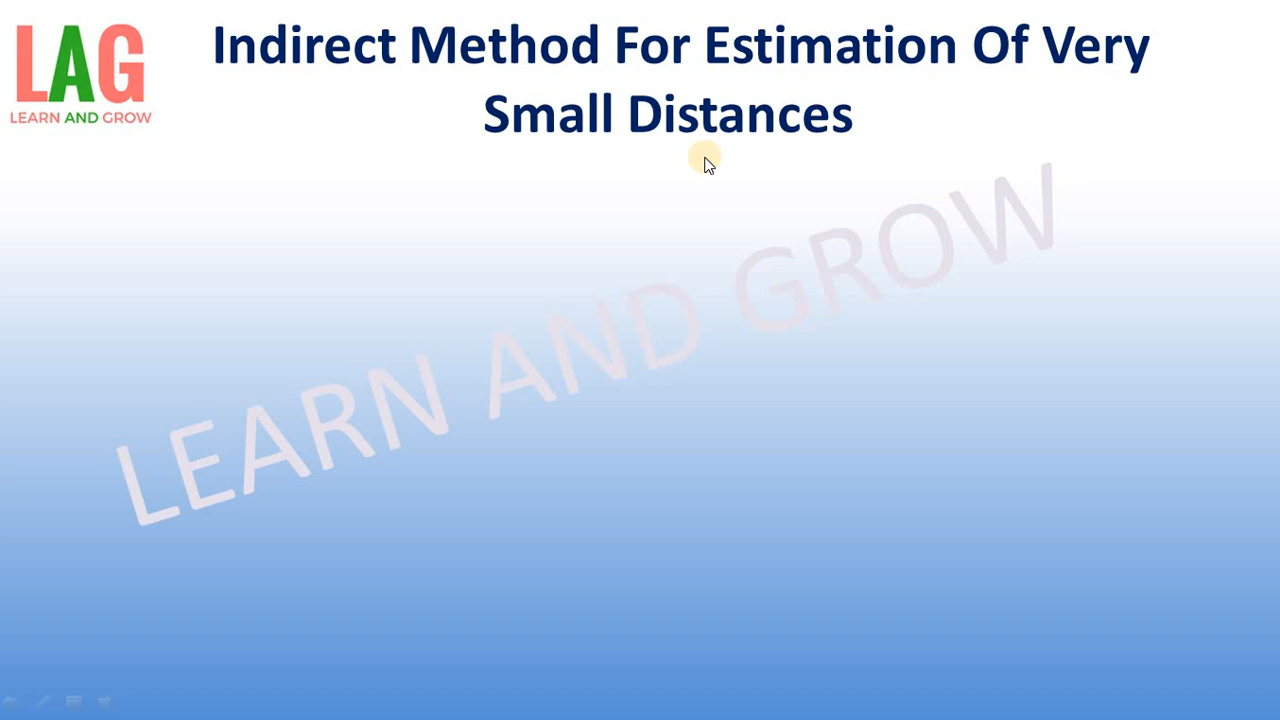 LAG
LEARN AND GROW
Indirect Method For Estimation Of Very
Small Distances
LEARN AND GROW